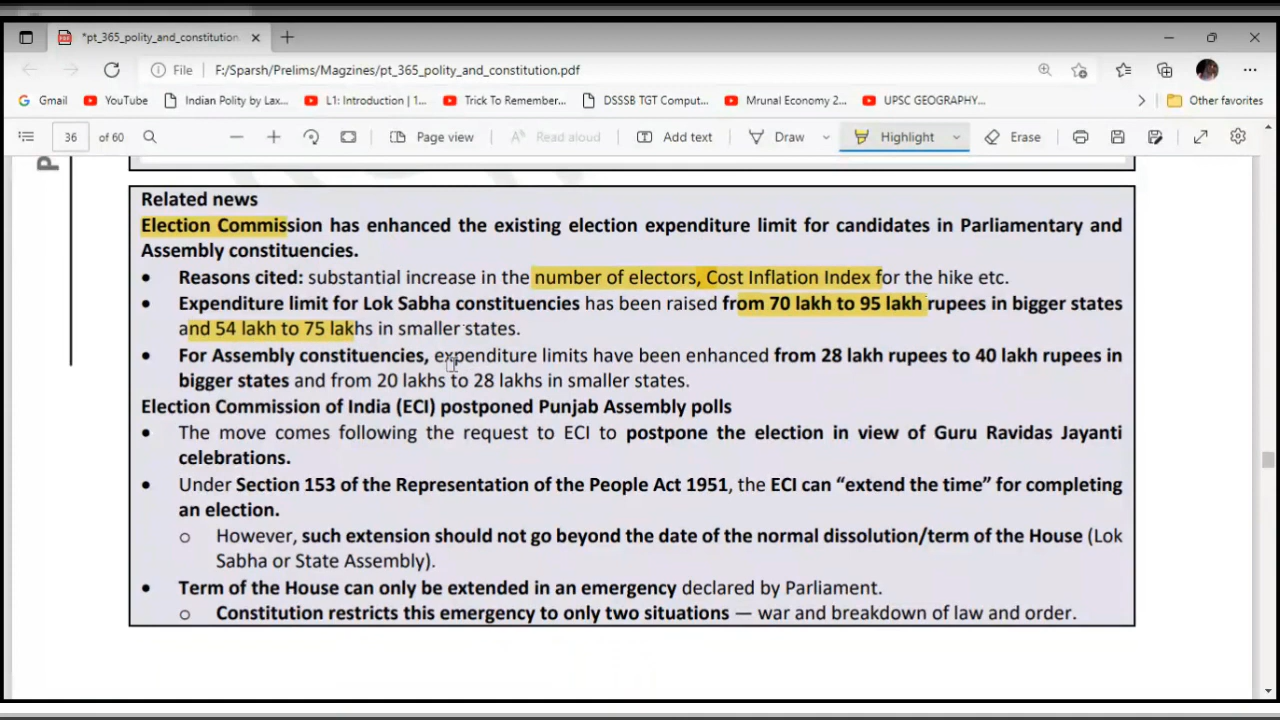 *pt_365_polity_and_constitution
File F:/Sparsh/Prelims/Magzines/pt_365_polity_and_constitution.pdf
Gmail YouTube Indian Polity by Lax... L1: Introduction | 1... Trick To Remember... DSSSB TGT Comput... Mrunal Economy 2... UPSC GEOGRAPHY... Other favorites
36 of 60 Page view Read aloud Add text Draw Highlight Erase
P
Related news
Election Commission has enhanced the existing election expenditure limit for candidates in Parliamentary and
Assembly constituencies.
• Reasons cited: substantial increase in the number of electors, Cost Inflation Index for the hike etc.
• Expenditure limit for Lok Sabha constituencies has been raised from 70 lakh to 95 lakh rupees in bigger states
and 54 lakh to 75 lakhs in smaller states.
• For Assembly constituencies, expenditure limits have been enhanced from 28 lakh rupees to 40 lakh rupees in
bigger states and from 20 lakhs to 28 lakhs in smaller states.
Election Commission of India (ECI) postponed Punjab Assembly polls
• The move comes following the request to ECI to postpone the election in view of Guru Ravidas Jayanti
celebrations.
• Under Section 153 of the Representation of the People Act 1951, the ECI can “extend the time” for completing
an election.
o However, such extension should not go beyond the date of the normal dissolution/term of the House (Lok
Sabha or State Assembly).
• Term of the House can only be extended in an emergency declared by Parliament.
o Constitution restricts this emergency to only two situations — war and breakdown of law and order.